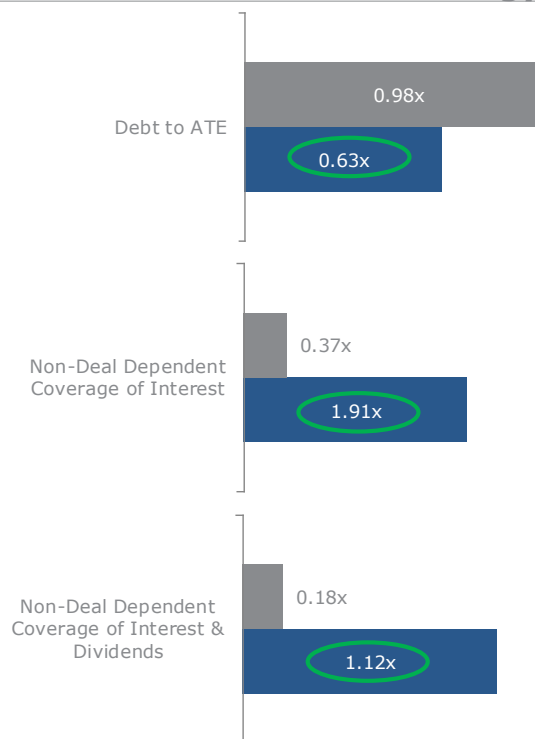 0.98x
Debt to ATE
0.63x
0.37x
Non-Deal Dependent
Coverage of Interest
1.91x
0.18x
Non-Deal Dependent
Coverage of Interest &
Dividends
1.12x